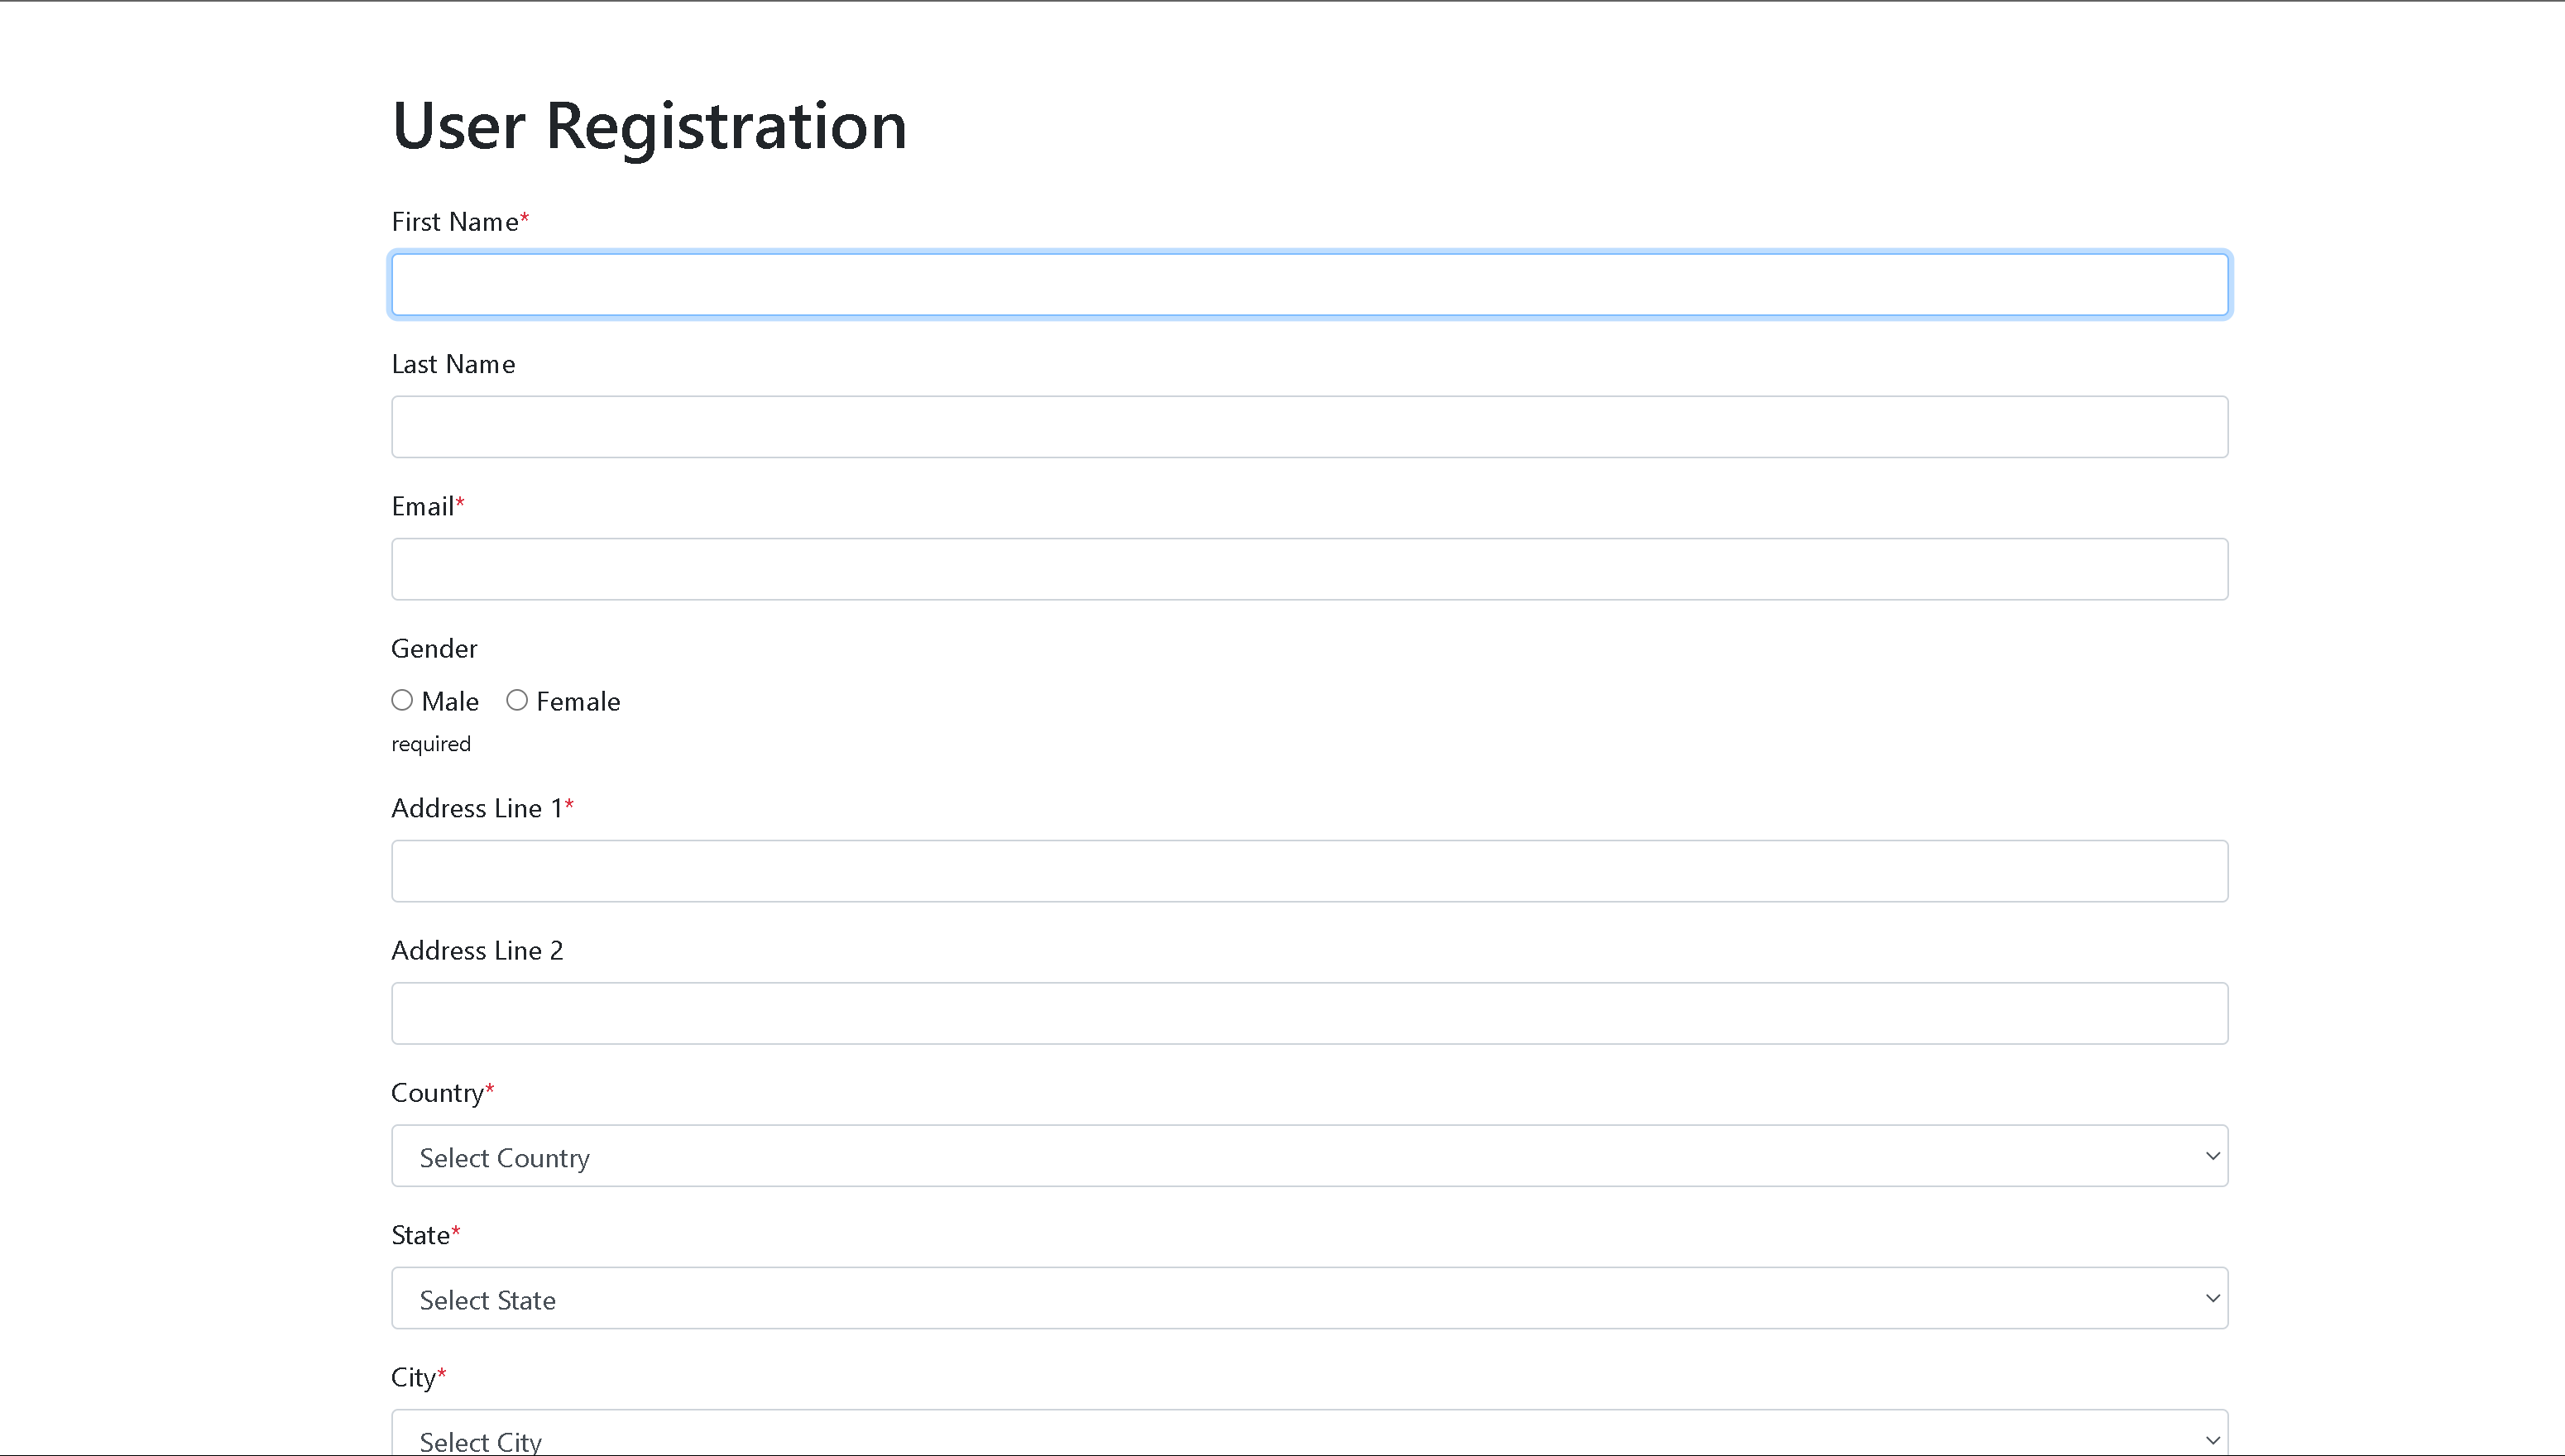 User Registration
First Name*
Last Name
Email*
Gender
Male Female
required
Address Line 1*
Address Line 2
Country*
Select Country
State*
Select State
City*
Select City